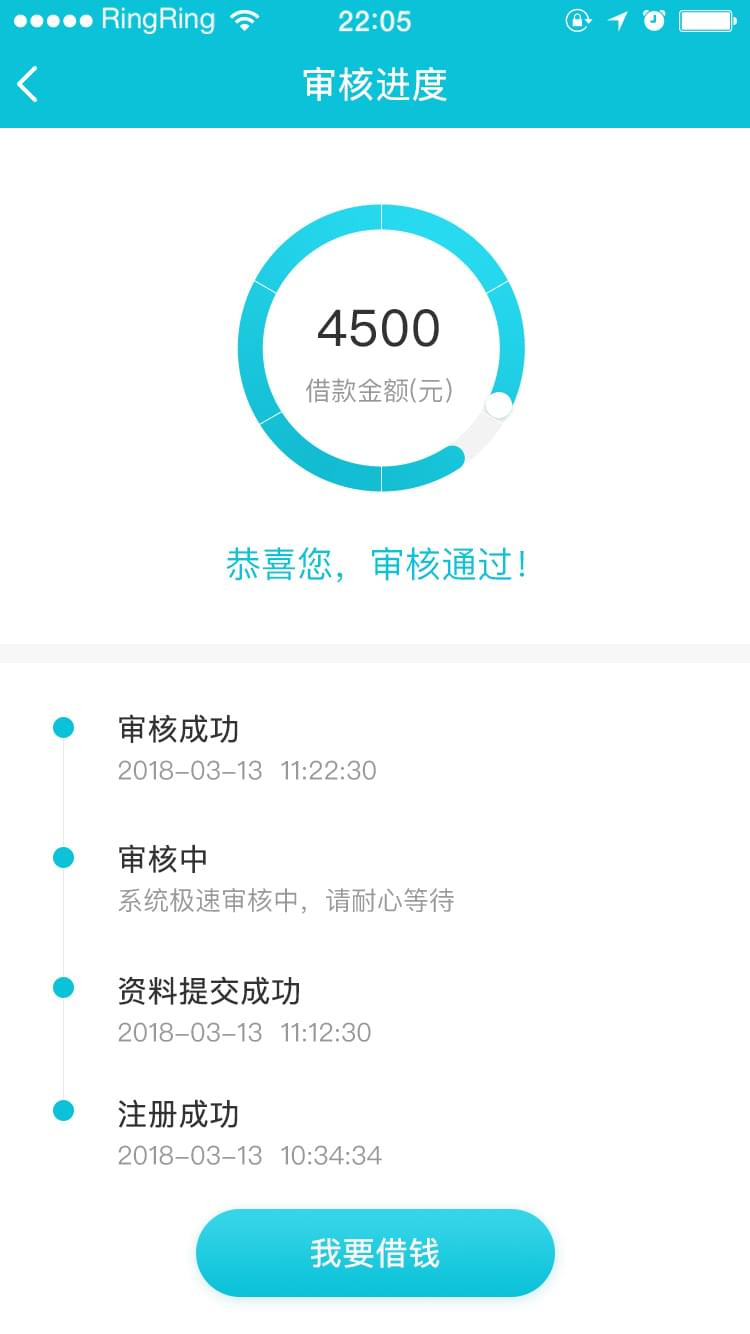 RingRing 22:05
审核进度
4500
借款金额(元)
恭喜您，审核通过！
审核成功
2018-03-13 11:22:30
审核中
系统极速审核中，请耐心等待
资料提交成功
2018-03-13 11:12:30
注册成功
2018-03-13 10:34:34
我要借钱